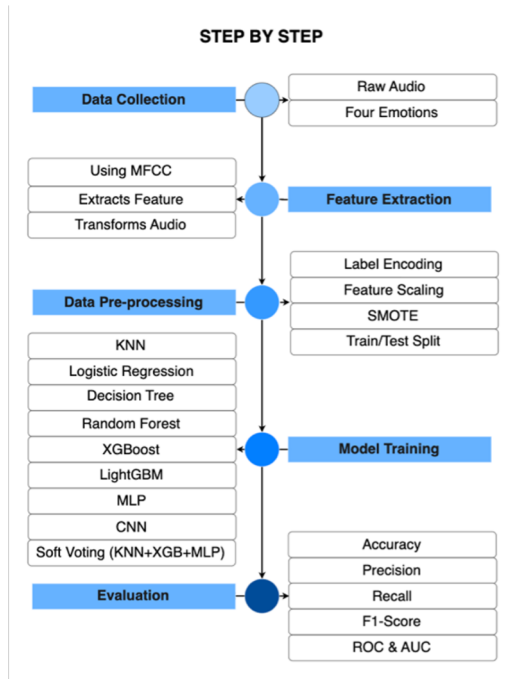 STEP BY STEP
Data Collection
Raw Audio
Four Emotions
Using MFCC
Extracts Feature
Transforms Audio
Feature Extraction
Data Pre-processing
Label Encoding
Feature Scaling
SMOTE
Train/Test Split
KNN
Logistic Regression
Decision Tree
Random Forest
XGBoost
LightGBM
MLP
CNN
Soft Voting (KNN+XGB+MLP)
Model Training
Evaluation
Accuracy
Precision
Recall
F1-Score
ROC & AUC